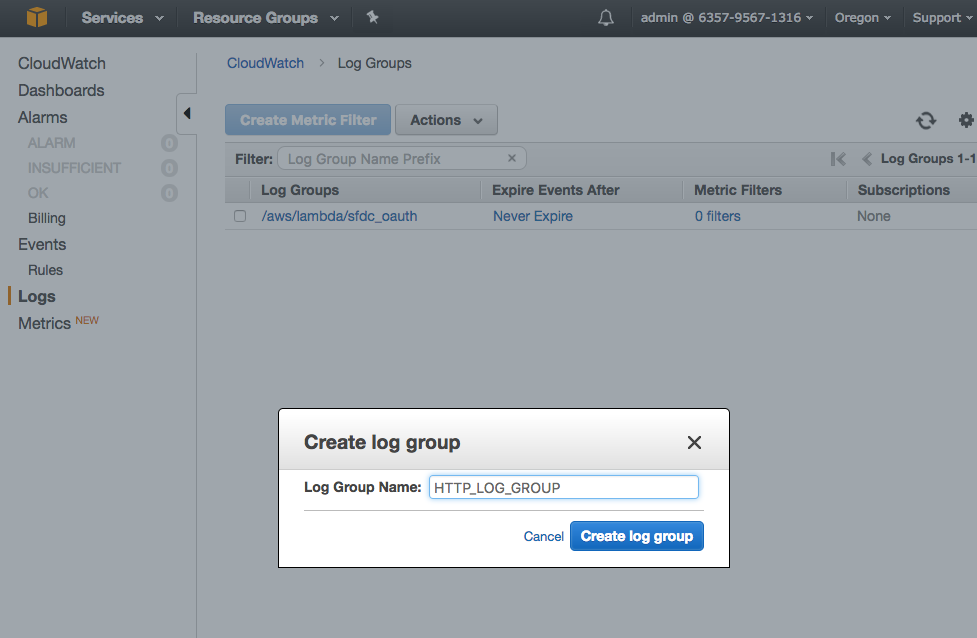 Services Resource Groups admin @ 6357-9567-1316 Oregon Support
CloudWatch
Dashboards
Alarms
ALARM 0
INSUFFICIENT 0
OK 0
Billing
Events
Rules
Logs
Metrics NEW
CloudWatch > Log Groups
Create Metric Filter Actions
Filter: Log Group Name Prefix × Log Groups 1-1
Log Groups Expire Events After Metric Filters Subscriptions
/aws/lambda/sfdc_oauth Never Expire 0 filters None
Create log group
Log Group Name: HTTP_LOG_GROUP
Cancel Create log group